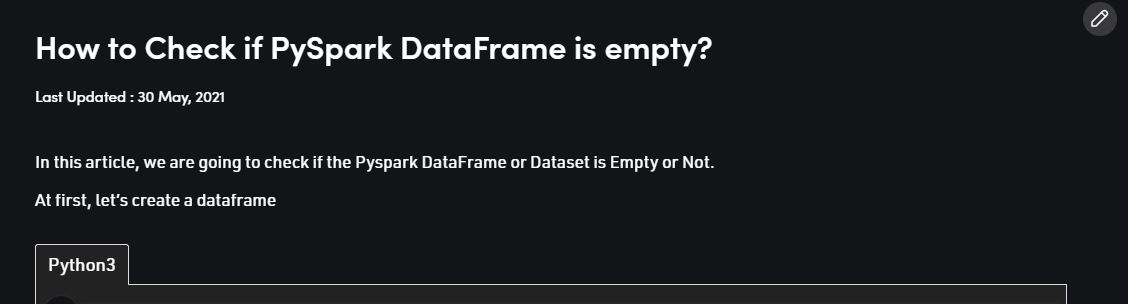 How to Check if PySpark DataFrame is empty?
Last Updated : 30 May, 2021
In this article, we are going to check if the Pyspark DataFrame or Dataset is Empty or Not.
At first, let’s create a dataframe
Python3